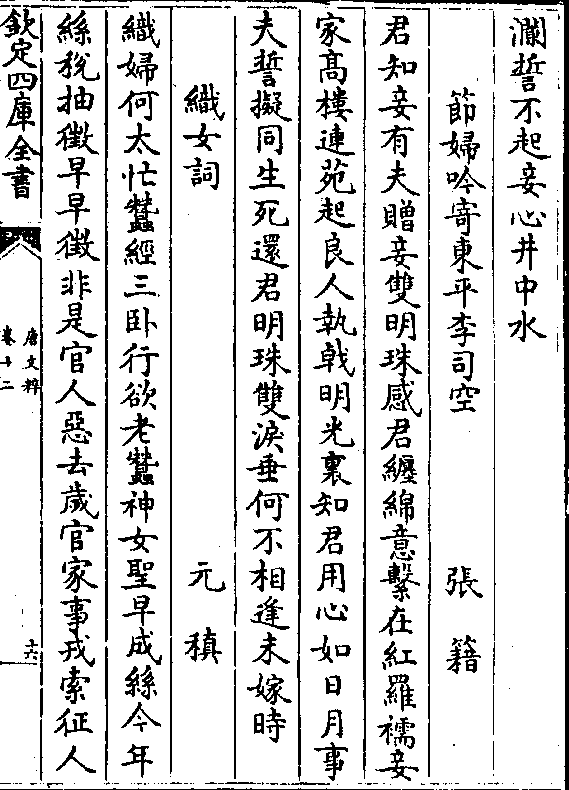 瀾誓不起妾心井中水
節婦吟寄東平李司空 張籍
君知妾有夫贈妾雙明珠感君纏綿意繫在紅羅襦妾
家髙樓連苑起良人執㦸明光裏知君用心如日月事
夫誓擬同生死還君明珠雙淚垂何不相逢未嫁時
織女詞 元稹
織婦何太忙蠶經三卧行欲老蠶神女聖早成絲今年
絲稅抽徵早早徵非是官人惡去歲官家事戎索征人
欽定四庫全書
唐文粹
卷十二
十六